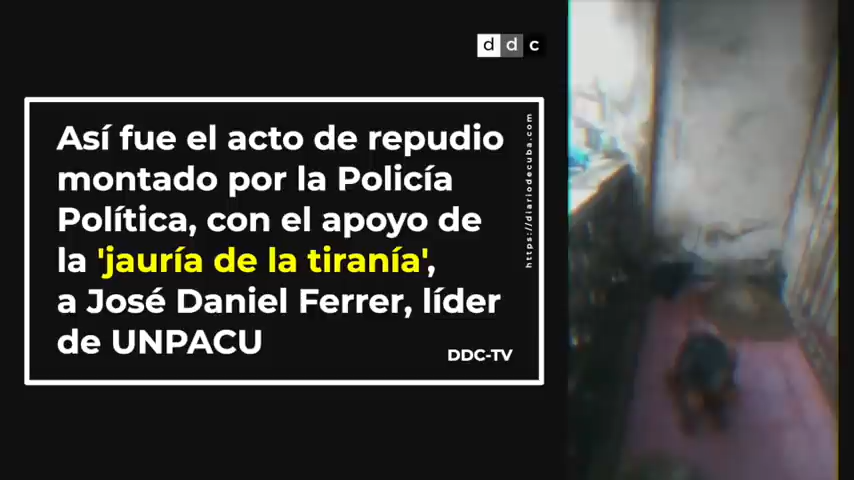 ddc
Así fue el acto de repudio
montado por la Policía
Política, con el apoyo de
la 'jauría de la tiranía',
a José Daniel Ferrer, líder
de UNPACU
DDC-TV
https://diariodecuba.com